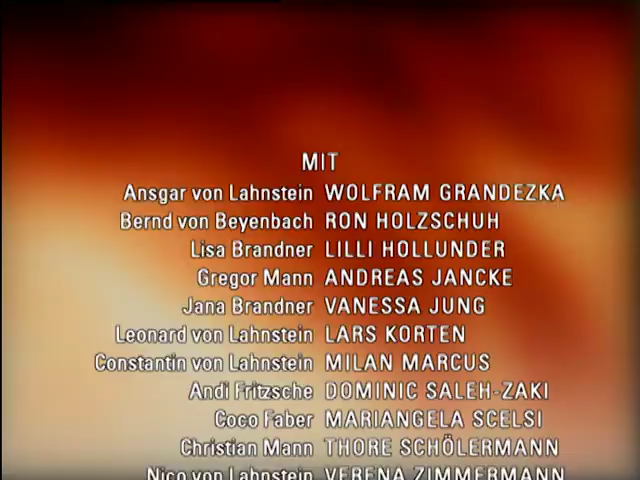 MIT
Ansgar von Lahnstein WOLFRAM GRANDEZKA
Bernd von Beyenbach RON HOLZSCHUH
Lisa Brandner LILLI HOLLUNDER
Gregor Mann ANDREAS JANCKE
Jana Brandner VANESSA JUNG
Leonard von Lahnstein LARS KORTEN
Constantin von Lahnstein MILAN MARCUS
Andi Fritzsche DOMINIC SALEH-ZAKI
Coco Faber MARIANGELA SCELSI
Christian Mann THORE SCHÖLERMANN
Nico von Lahnstein VERENA ZIMMERMANN